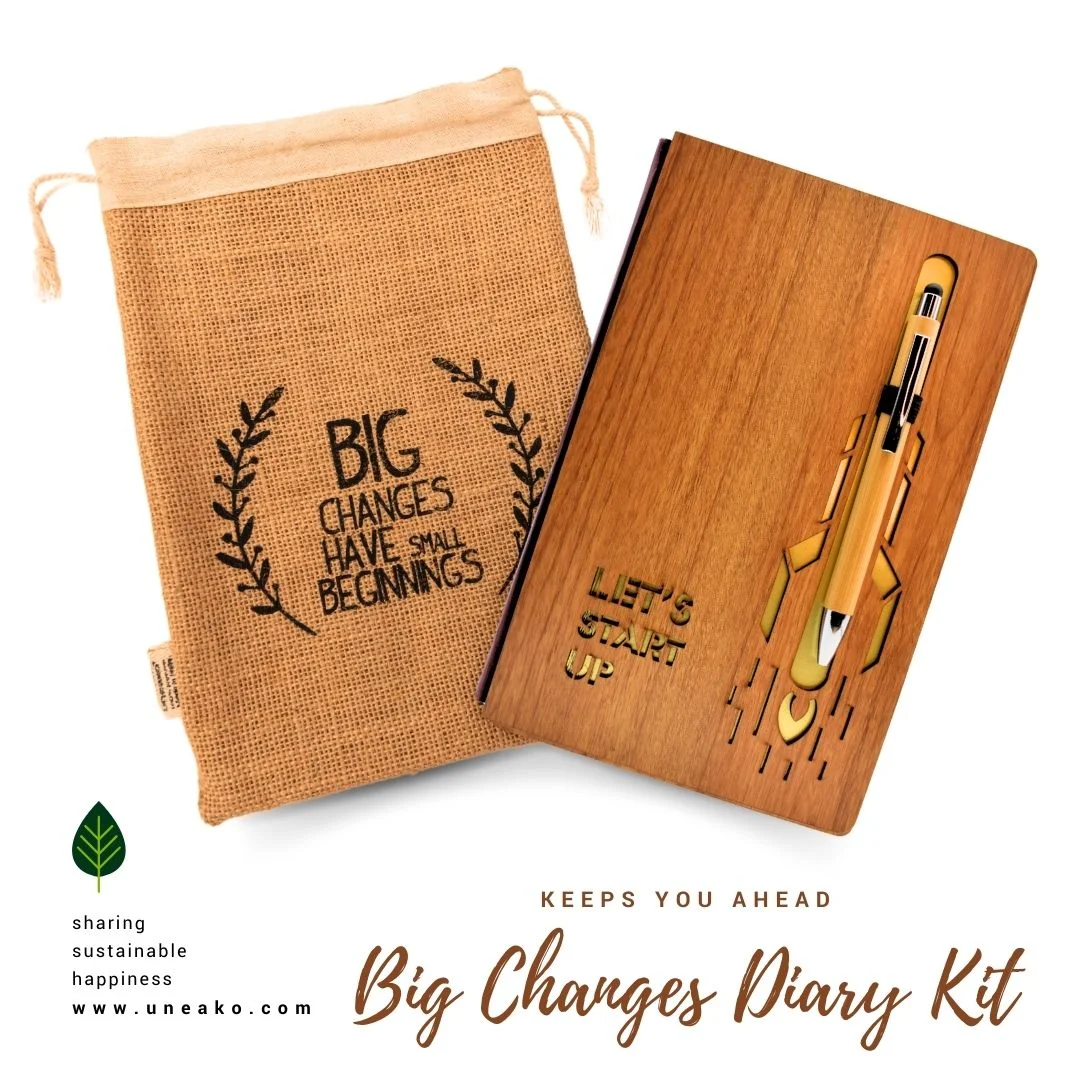 BIG
CHANGES
HAVE SMALL
BEGINNINGS
LET'S
START
UP
sharing
sustainable
happiness
www.uneako.com
KEEPS YOU AHEAD
Big Changes Diary Kit